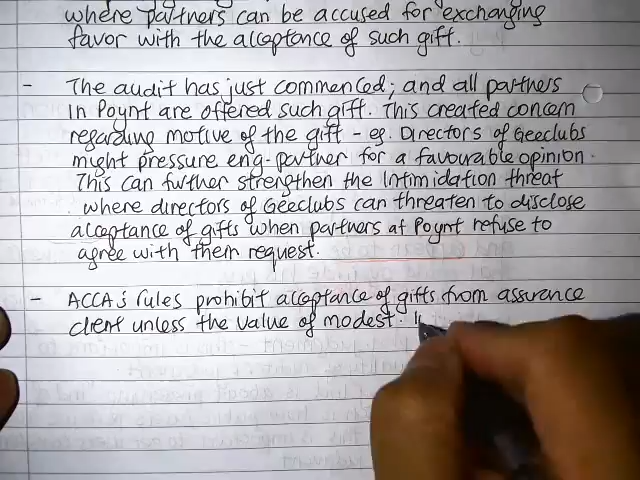 where partners can be accused for exchanging
favor with the acceptance of such gift.
- The audit has just commenced; and all partners
in Poynt are offered such gift. This created concern
regarding motive of the gift - eg. Directors of Geeclubs
might pressure eng-partner for a favourable opinion.
This can further strengthen the Intimidation threat
where directors of Geeclubs can threaten to disclose
acceptance of gifts when partners at Poynt refuse to
agree with them request.
- ACCA's rules prohibit acceptance of gifts from assurance
client unless the value of modest.